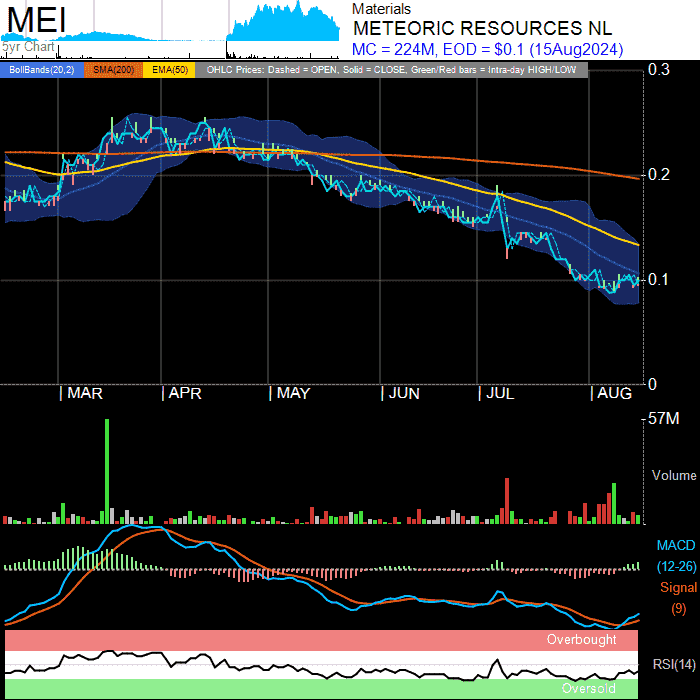 MEI
5yr Chart
Materials
METEORIC RESOURCES NL
MC = 224M, EOD = $0.1 (15Aug2024)
BollBands(20,2) SMA(200) EMA(50) OHLC Prices: Dashed = OPEN, Solid = CLOSE, Green/Red bars = Intra-day HIGH/LOW
0.3
0.2
0.1
0
| MAR | APR | MAY | JUN | JUL | AUG
57M
Volume
MACD
(12-26)
Signal
(9)
Overbought
RSI(14)
Oversold